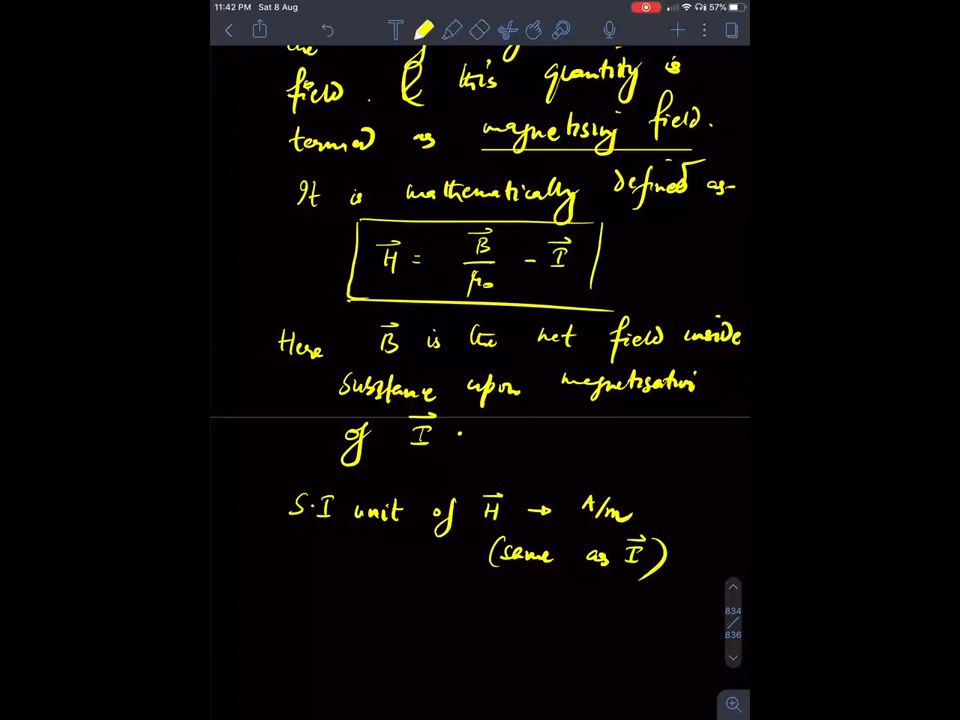 11:42 PM Sat 8 Aug 57%
the
field. & this quantity is
termed as magnetising field.
It is mathematically defined as-
H⃗ = B⃗/μ₀ - I⃗
Here B⃗ is the net field inside
substance upon magnetisation
of I⃗.
S.I unit of H⃗ → A/m
(same as I⃗)
834
/
836